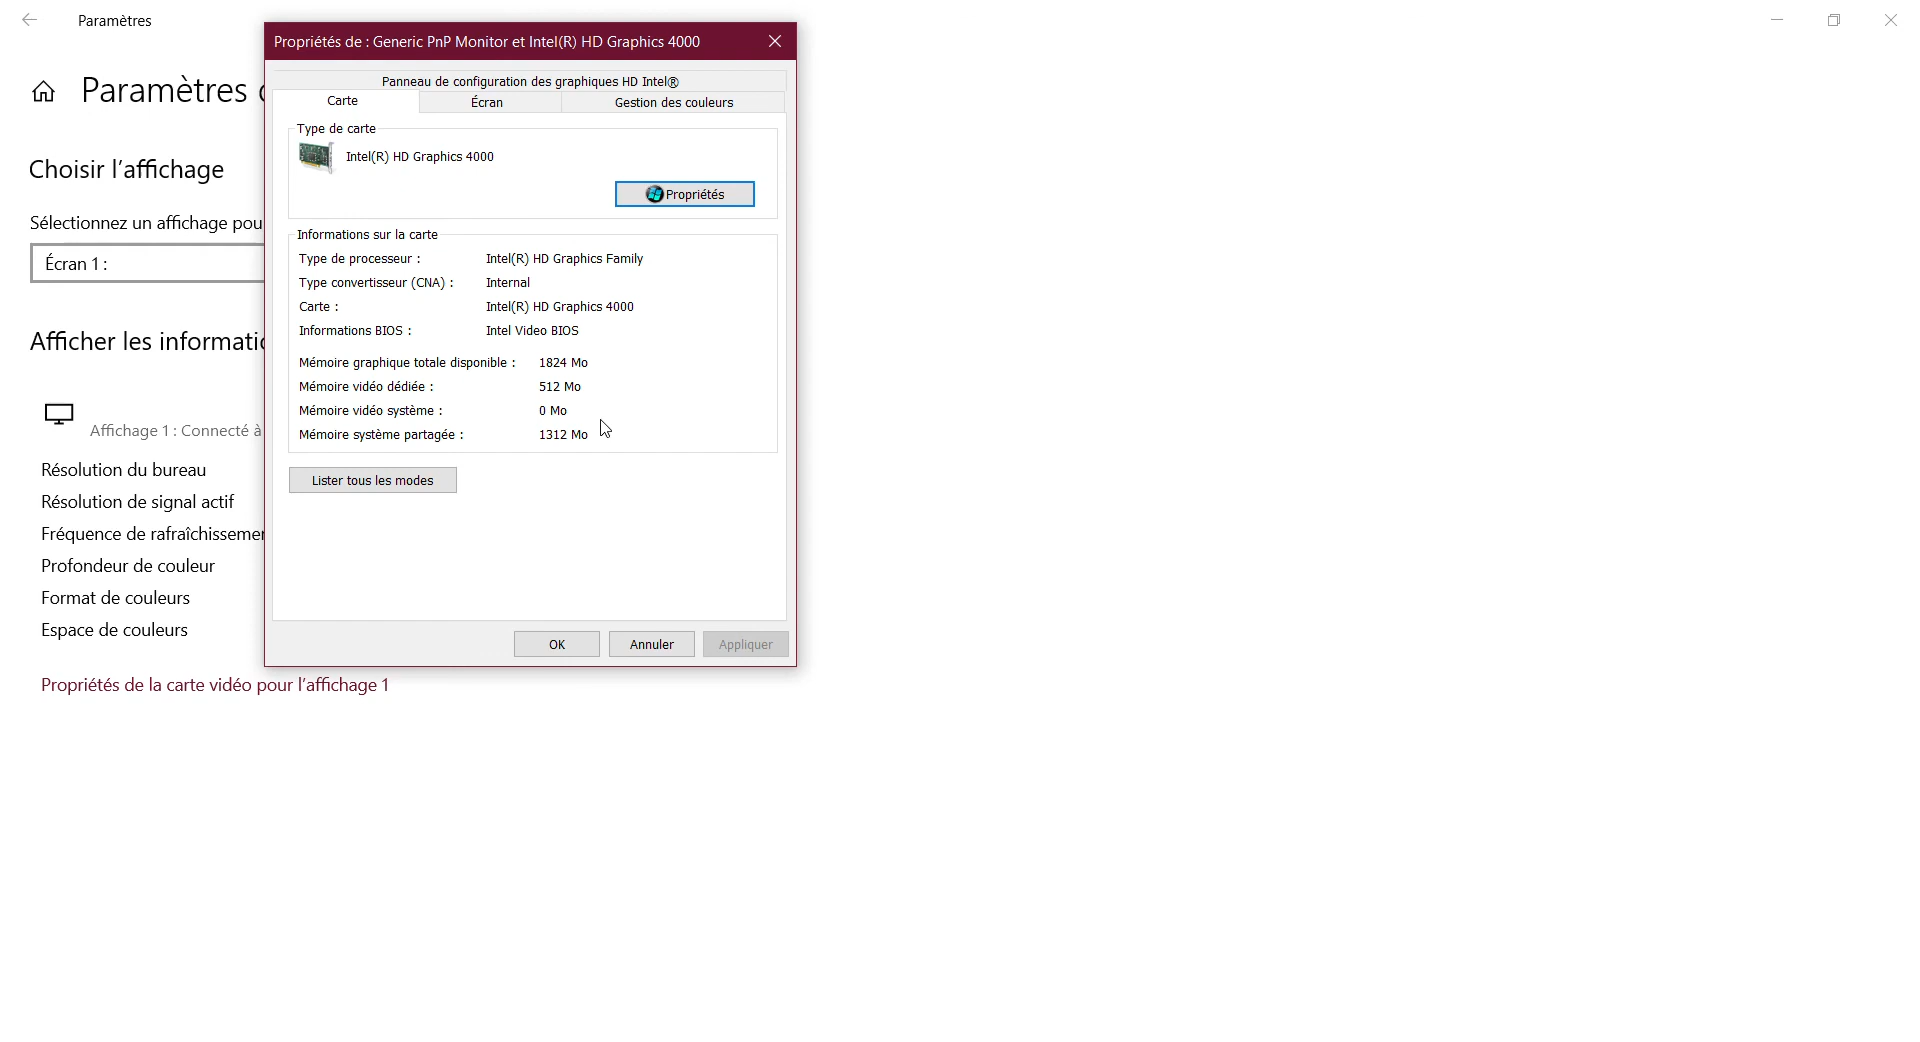 Paramètres
Paramètres
Choisir l’affichage
Sélectionnez un affichage pou
Écran 1 :
Afficher les informati
Affichage 1 : Connecté à
Résolution du bureau
Résolution de signal actif
Fréquence de rafraîchisseme
Profondeur de couleur
Format de couleurs
Espace de couleurs
Propriétés de la carte vidéo pour l’affichage 1
Propriétés de : Generic PnP Monitor et Intel(R) HD Graphics 4000
Panneau de configuration des graphiques HD Intel®
Carte
Écran
Gestion des couleurs
Type de carte
Intel(R) HD Graphics 4000
Propriétés
Informations sur la carte
Type de processeur : Intel(R) HD Graphics Family
Type convertisseur (CNA) : Internal
Carte : Intel(R) HD Graphics 4000
Informations BIOS : Intel Video BIOS
Mémoire graphique totale disponible : 1824 Mo
Mémoire vidéo dédiée : 512 Mo
Mémoire vidéo système : 0 Mo
Mémoire système partagée : 1312 Mo
Lister tous les modes
OK
Annuler
Appliquer